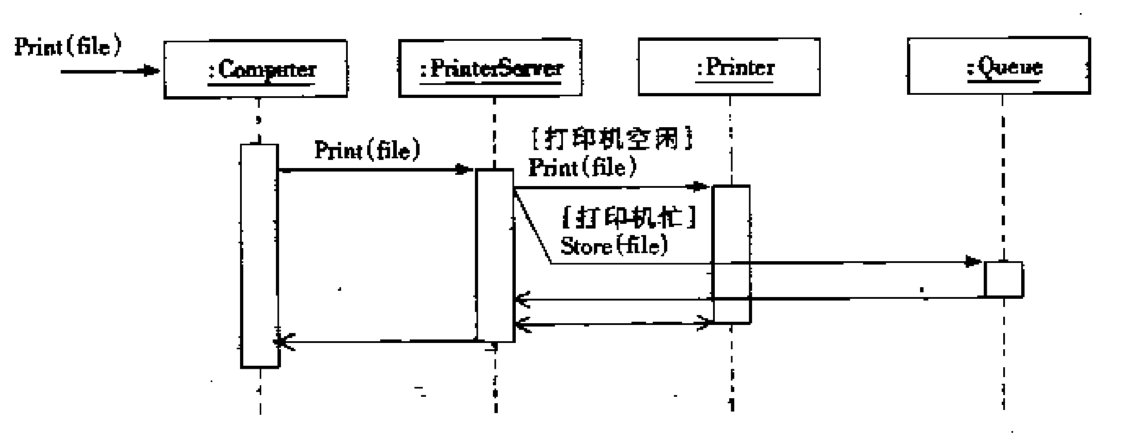 Print(file)
:Computer
:PrinterServer
:Printer
:Queue
Print(file)
[打印机空闲]
Print(file)
[打印机忙]
Store(file)